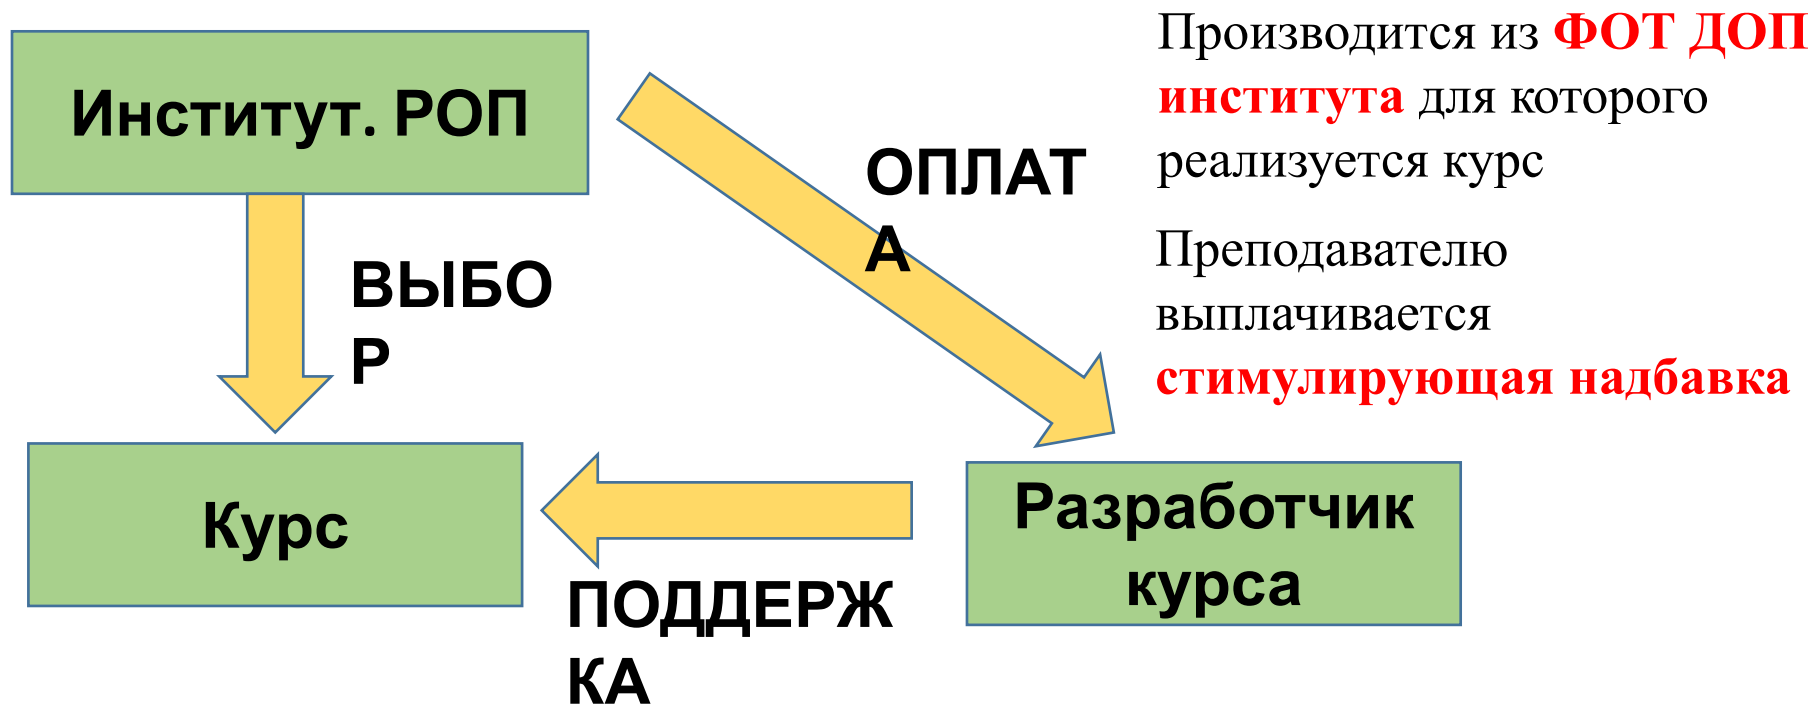 Институт. РОП
Производится из ФОТ ДОП
института для которого
реализуется курс
ОПЛАТ
А
Преподавателю
выплачивается
стимулирующая надбавка
ВЫБО
Р
Курс
Разработчик
курса
ПОДДЕРЖ
КА